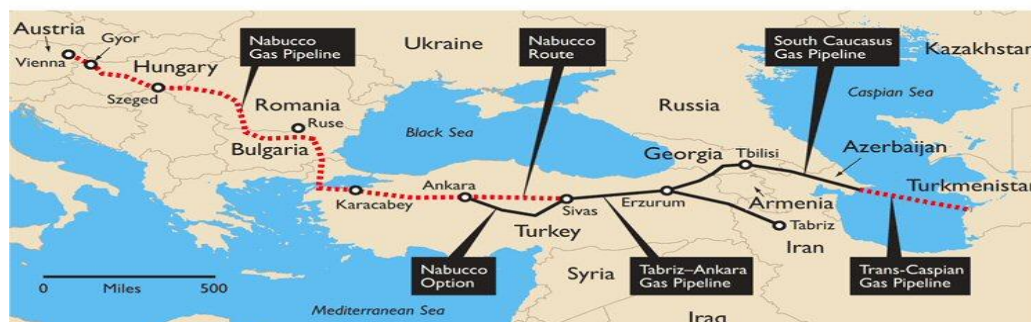 Austria
Gyor
Vienna
Hungary
Szeged
Nabucco
Gas Pipeline
Ukraine
Nabucco
Route
South Caucasus
Gas Pipeline
Kazakhstan
Romania
Ruse
Bulgaria
Black Sea
Russia
Caspian Sea
Georgia
Tbilisi
Azerbaijan
Turkmenistan
Karacabey
Ankara
Sivas
Erzurum
Armenia
Tabriz
Turkey
Iran
0
500
Miles
Nabucco
Option
Syria
Tabriz–Ankara
Gas Pipeline
Trans-Caspian
Gas Pipeline
Mediterranean Sea
Iraq